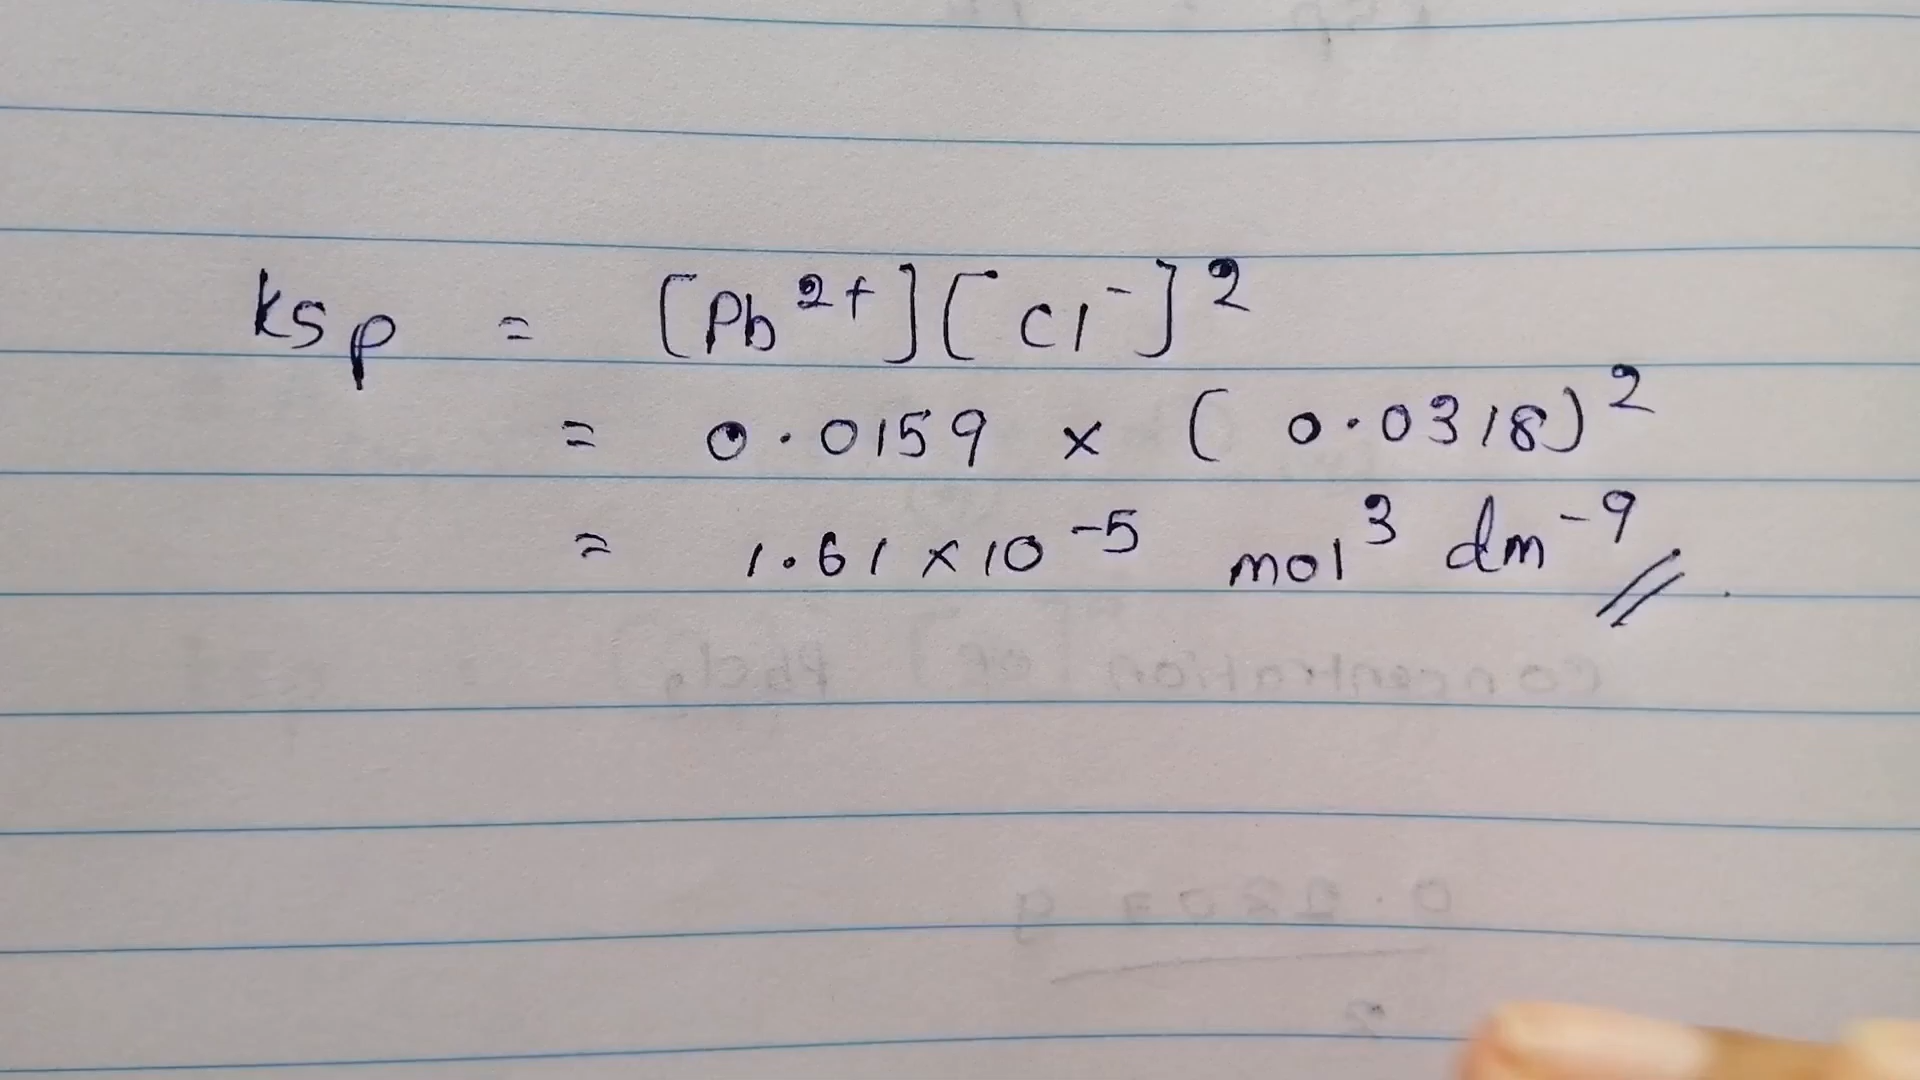 ksp = [Pb²⁺][Cl⁻]²
= 0.0159 × (0.0318)²
= 1.61 × 10⁻⁵ mol³ dm⁻⁹